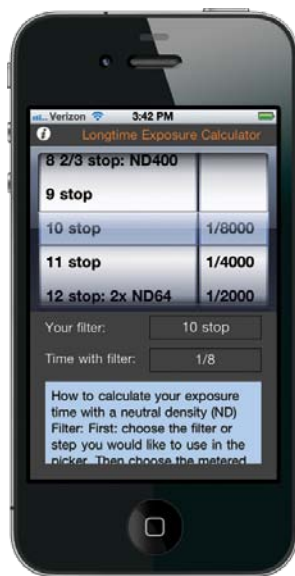 Verizon 3:42 PM
i Longtime Exposure Calculator
8 2/3 stop: ND400
9 stop
10 stop 1/8000
11 stop 1/4000
12 stop: 2x ND64 1/2000
Your filter: 10 stop
Time with filter: 1/8
How to calculate your exposure
time with a neutral density (ND)
Filter: First: choose the filter or
step you would like to use in the
picker. Then choose the metered